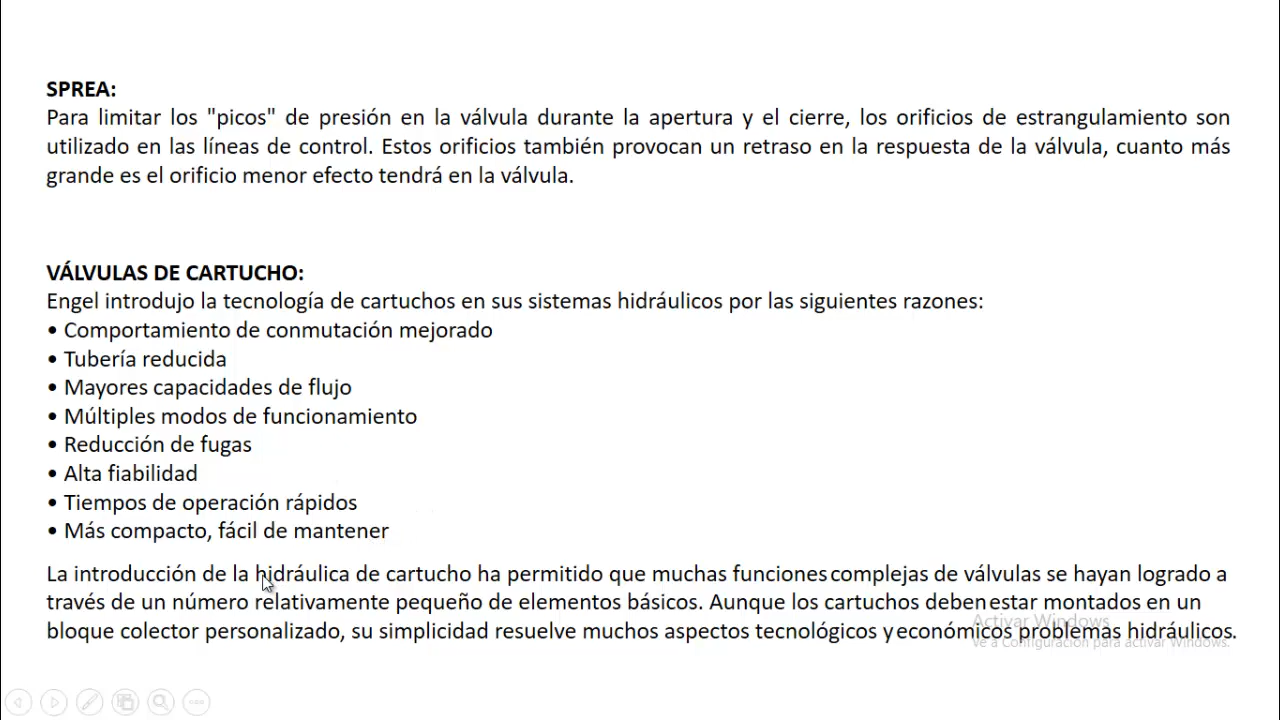 SPREA:
Para limitar los "picos" de presión en la válvula durante la apertura y el cierre, los orificios de estrangulamiento son
utilizado en las líneas de control. Estos orificios también provocan un retraso en la respuesta de la válvula, cuanto más
grande es el orificio menor efecto tendrá en la válvula.
VÁLVULAS DE CARTUCHO:
Engel introdujo la tecnología de cartuchos en sus sistemas hidráulicos por las siguientes razones:
• Comportamiento de conmutación mejorado
• Tubería reducida
• Mayores capacidades de flujo
• Múltiples modos de funcionamiento
• Reducción de fugas
• Alta fiabilidad
• Tiempos de operación rápidos
• Más compacto, fácil de mantener
La introducción de la hidráulica de cartucho ha permitido que muchas funciones complejas de válvulas se hayan logrado a
través de un número relativamente pequeño de elementos básicos. Aunque los cartuchos deben estar montados en un
bloque colector personalizado, su simplicidad resuelve muchos aspectos tecnológicos y económicos problemas hidráulicos.
Activar Windows
Ve a Configuración para activar Windows.